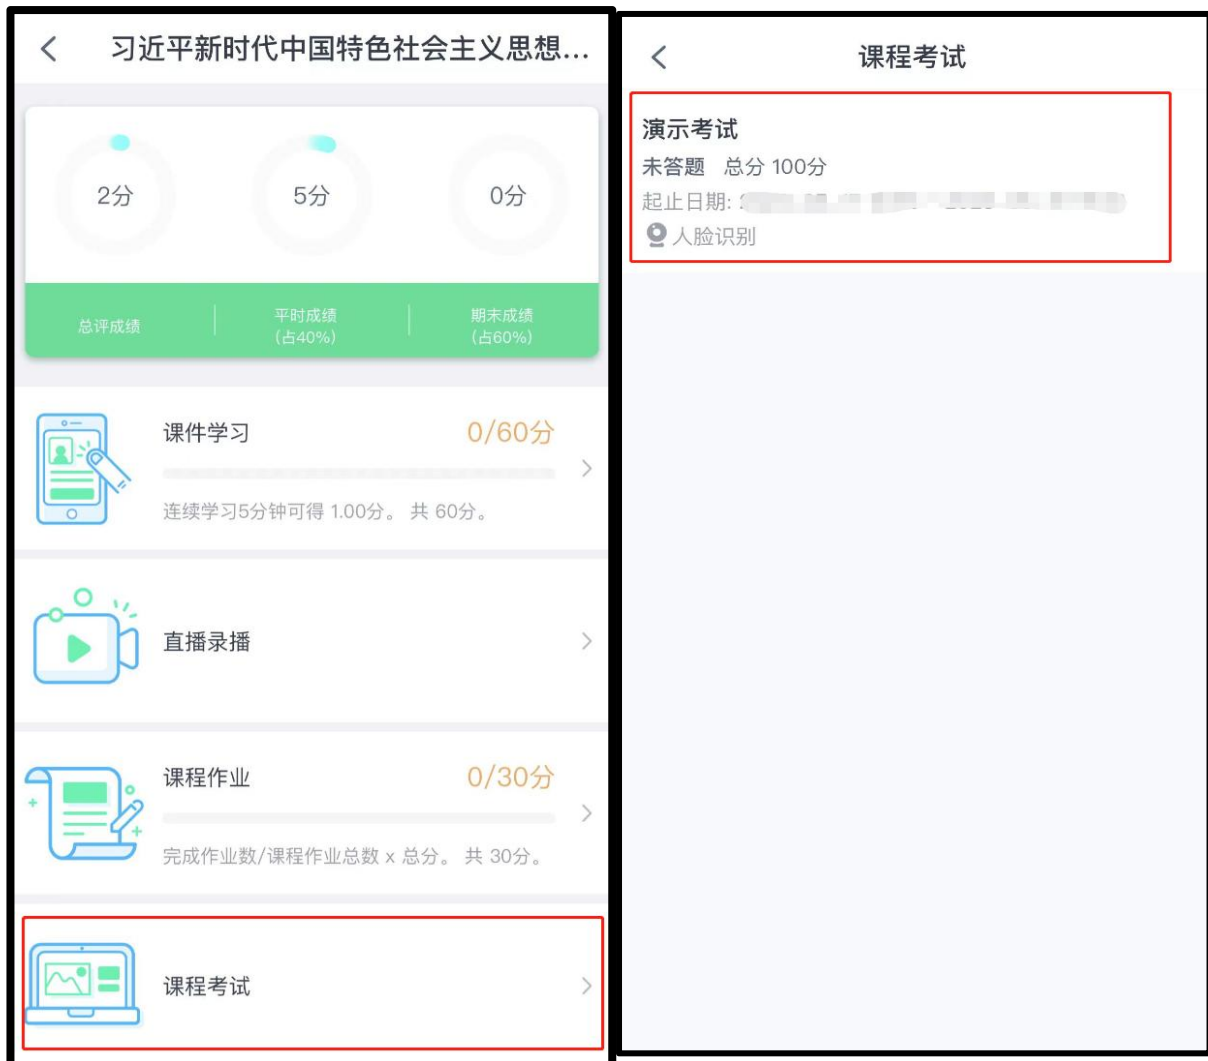 习近平新时代中国特色社会主义思想...
2分
5分
0分
总评成绩
平时成绩
(占40%)
期末成绩
(占60%)
课件学习
0/60分
连续学习5分钟可得 1.00分。 共 60分。
直播录播
课程作业
0/30分
完成作业数/课程作业总数 x 总分。 共 30分。
课程考试
课程考试
演示考试
未答题 总分 100分
起止日期:
人脸识别